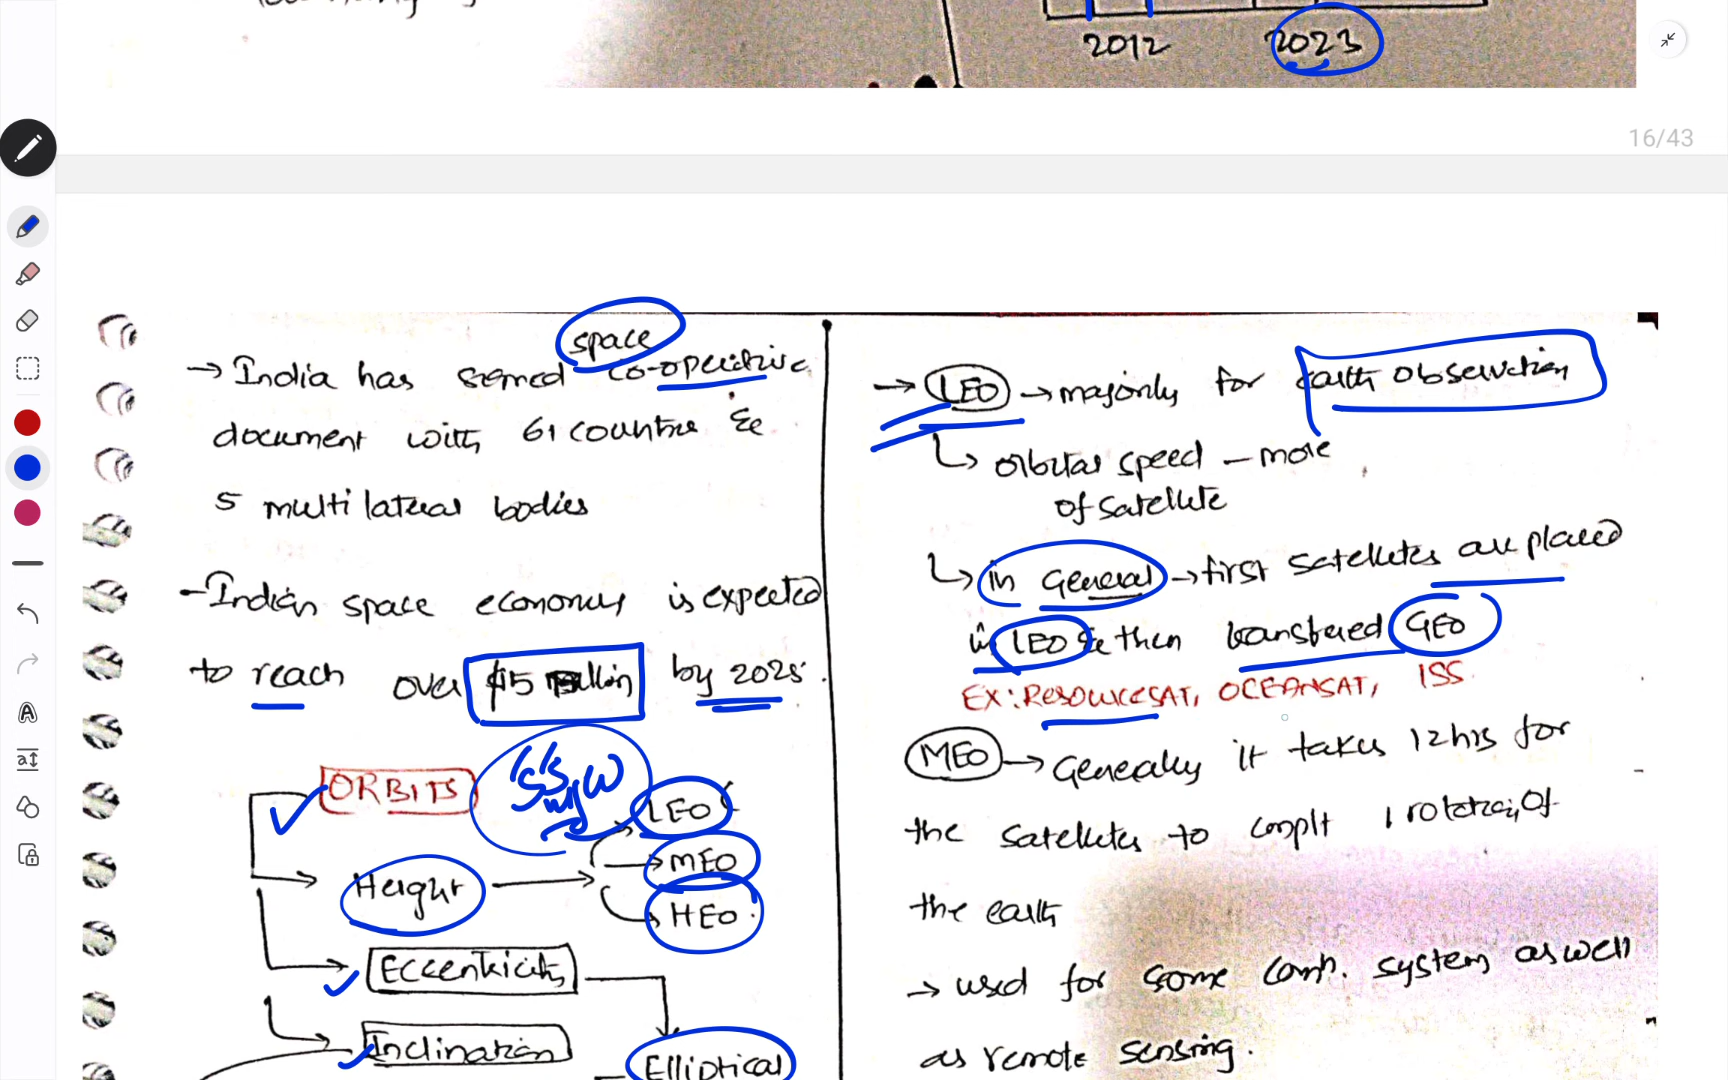 2012 2023
16/43
space
→ India has signed co-operative
document with 61 countries &
5 multi lateral bodies
- Indian space economy is expected
to reach over $15 Billion by 2025.
ORBITS
LEO
MEO
Height → HEO.
Eccentricity
Inclination
Elliptical
→ LEO → majorly for earth observation
↳ orbital speed – more
of satellite
↳ in General → first satellites are placed
in LEO & then transfered GEO
EX: RESOURCESAT, OCEANSAT, ISS.
MEO → Generally it takes 12hrs for
the satellites to complt 1 rotation of
the earth
→ used for some comm. system as well
as remote sensing.